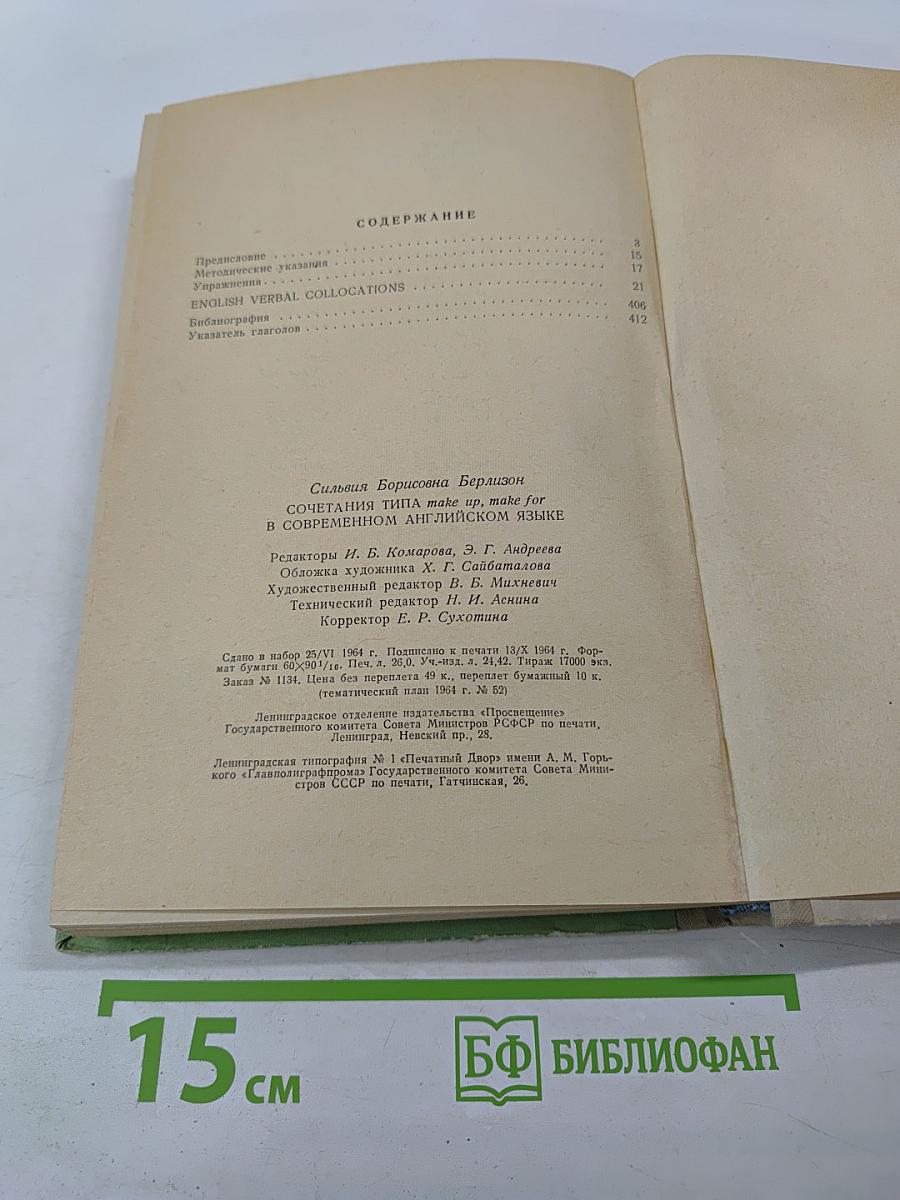 СОДЕРЖАНИЕ
Предисловие . . . . . . . . . . . . . . . . . . . . 3
Методические указания . . . . . . . . . . . . . . . . . . . . 15
Упражнения . . . . . . . . . . . . . . . . . . . . 17
ENGLISH VERBAL COLLOCATIONS . . . . . . . . . . . . . . 21
Библиография . . . . . . . . . . . . . . . . . . . . 406
Указатель глаголов . . . . . . . . . . . . . . . . . . . . 412
Сильвия Борисовна Берлизон
СОЧЕТАНИЯ ТИПА make up, make for
В СОВРЕМЕННОМ АНГЛИЙСКОМ ЯЗЫКЕ
Редакторы И. Б. Комарова, Э. Г. Андреева
Обложка художника Х. Г. Сайбаталова
Художественный редактор В. Б. Михневич
Технический редактор Н. И. Аснина
Корректор Е. Р. Сухотина
Сдано в набор 25/VI 1964 г. Подписано к печати 13/X 1964 г. Фор-
мат бумаги 60×90 1/16. Печ. л. 26,0. Уч.-изд. л. 24,42. Тираж 17000 экз.
Заказ № 1134. Цена без переплета 49 к., переплет бумажный 10 к.
(тематический план 1964 г. № 52)
Ленинградское отделение издательства «Просвещение»
Государственного комитета Совета Министров РСФСР по печати,
Ленинград, Невский пр., 28.
Ленинградская типография № 1 «Печатный Двор» имени А. М. Горь-
кого «Главполиграфпрома» Государственного комитета Совета Мини-
стров СССР по печати, Гатчинская, 26.
15 см
БФ БИБЛИОФАН